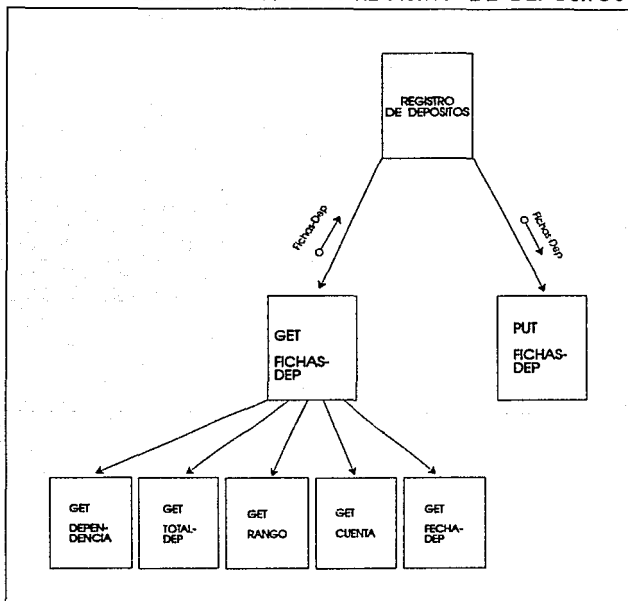 REGISTRO
DE DEPOSITOS
Fichas-Dep
Fichas Dep
GET
FICHAS-
DEP
PUT
FICHAS-
DEP
GET
DEPEN-
DENCIA
GET
TOTAL-
DEP
GET
RANGO
GET
CUENTA
GET
FECHA-
DEP